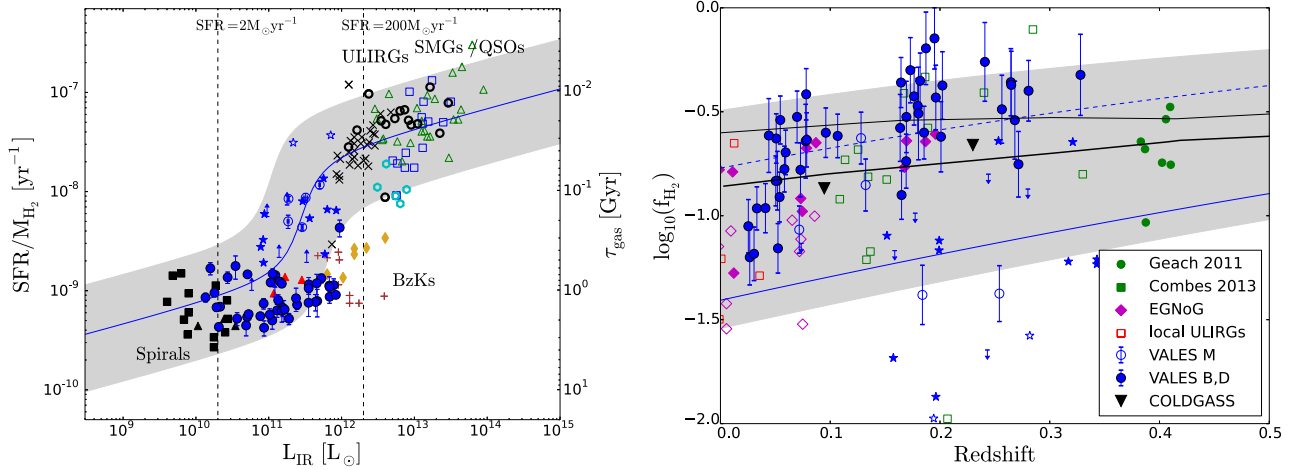 SFR = 2M⊙yr⁻¹ SFR = 200M⊙yr⁻¹
ULIRGs SMGs /QSOs
BzKs
Spirals
10⁻⁷
10⁻⁸
10⁻⁹
10⁻¹⁰
SFR/M_H₂ [yr⁻¹]
10⁻²
10⁻¹
10⁰
10¹
τ_gas [Gyr]
10⁹ 10¹⁰ 10¹¹ 10¹² 10¹³ 10¹⁴ 10¹⁵
L_IR [L⊙]
0.0
−0.5
−1.0
−1.5
−2.0
log₁₀(f_H₂)
Geach 2011
Combes 2013
EGNoG
local ULIRGs
VALES M
VALES B,D
COLDGASS
0.0 0.1 0.2 0.3 0.4 0.5
Redshift